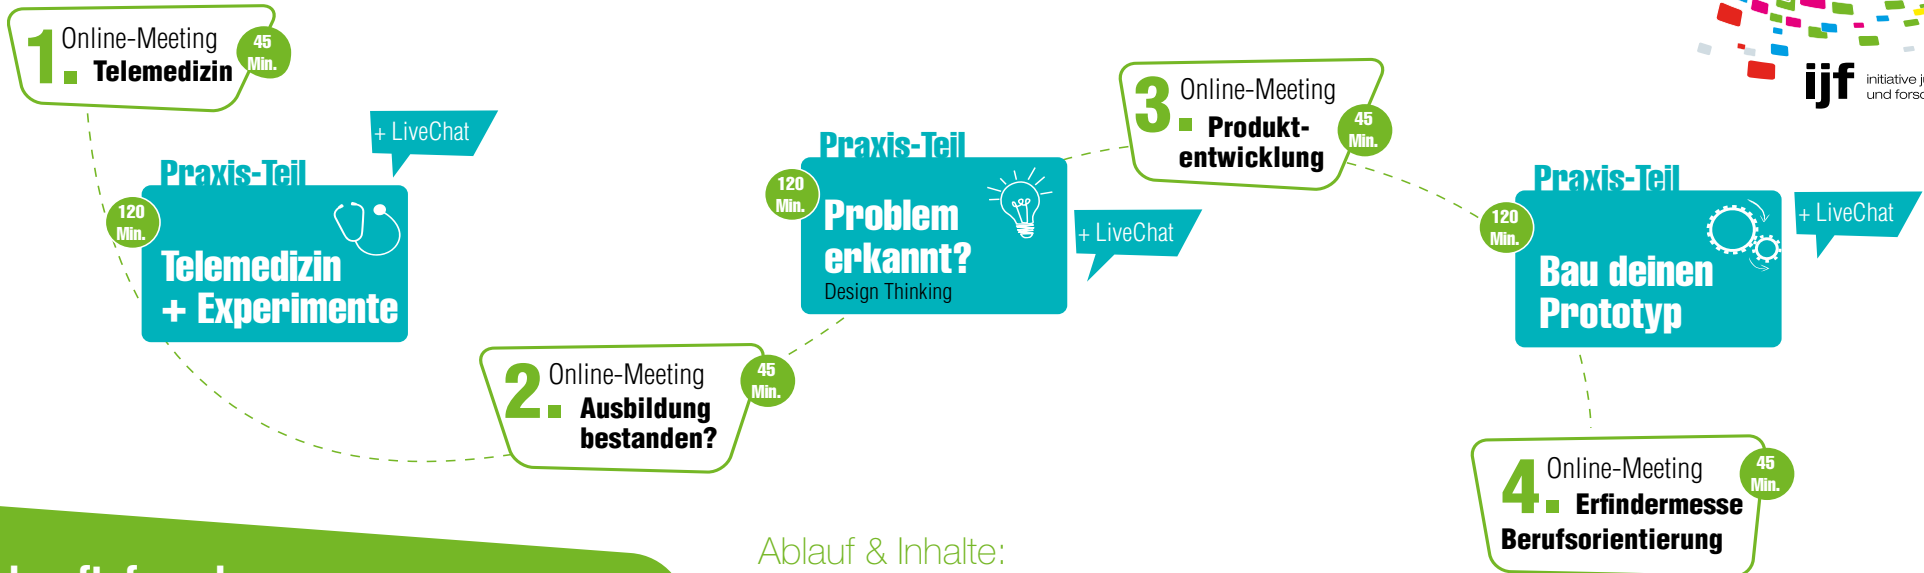 1. Online-Meeting
Telemedizin
45
Min.
+ LiveChat
Praxis-Teil
120
Min.
Telemedizin
+ Experimente
2. Online-Meeting
Ausbildung
bestanden?
45
Min.
Praxis-Teil
120
Min.
Problem
erkannt?
Design Thinking
+ LiveChat
3. Online-Meeting
Produkt-
entwicklung
45
Min.
Praxis-Teil
120
Min.
Bau deinen
Prototyp
+ LiveChat
4. Online-Meeting
Erfindermesse
Berufsorientierung
45
Min.
ijf
initiative
und
Ablauf & Inhalte: